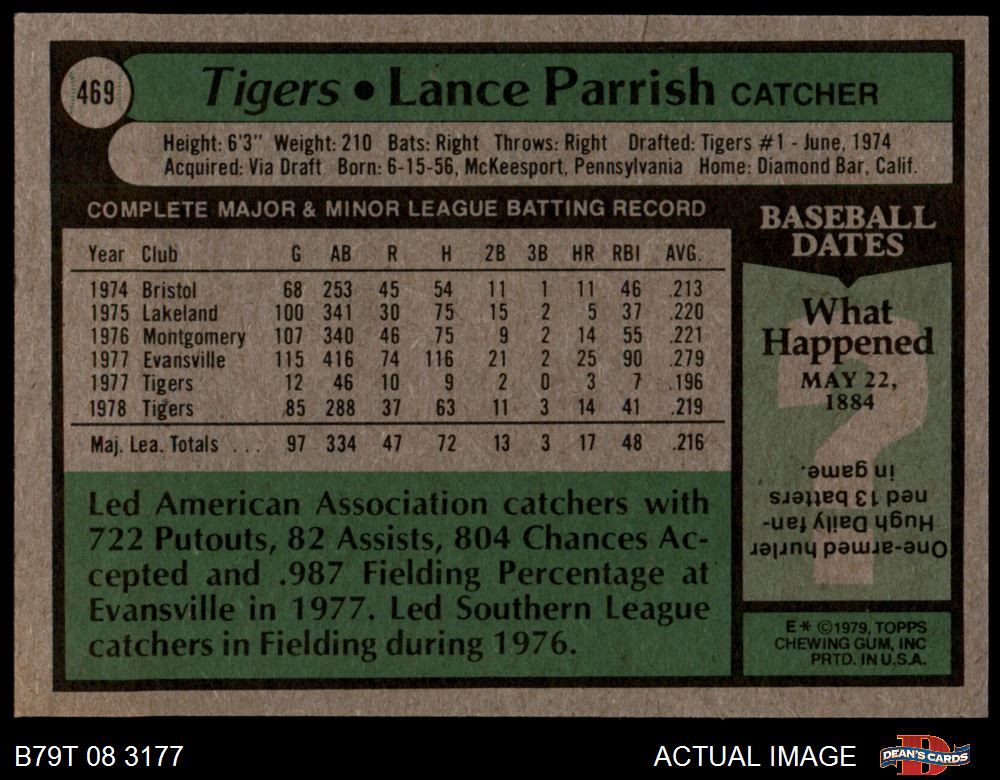 469
Tigers • Lance Parrish CATCHER
Height: 6'3" Weight: 210 Bats: Right Throws: Right Drafted: Tigers #1 - June, 1974
Acquired: Via Draft Born: 6-15-56, McKeesport, Pennsylvania Home: Diamond Bar, Calif.
COMPLETE MAJOR & MINOR LEAGUE BATTING RECORD
Year Club G AB R H 2B 3B HR RBI AVG.
1974 Bristol 68 253 45 54 11 1 11 46 .213
1975 Lakeland 100 341 30 75 15 2 5 37 .220
1976 Montgomery 107 340 46 75 9 2 14 55 .221
1977 Evansville 115 416 74 116 21 2 25 90 .279
1977 Tigers 12 46 10 9 2 0 3 7 .196
1978 Tigers 85 288 37 63 11 3 14 41 .219
Maj. Lea. Totals . . . 97 334 47 72 13 3 17 48 .216
Led American Association catchers with
722 Putouts, 82 Assists, 804 Chances Ac-
cepted and .987 Fielding Percentage at
Evansville in 1977. Led Southern League
catchers in Fielding during 1976.
BASEBALL
DATES
What
Happened
MAY 22,
1884
?
One-armed hurler
Hugh Daily fan-
ned 13 batters
in game.
E* ©1979, TOPPS
CHEWING GUM, INC
PRTD. IN U.S.A.
B79T 08 3177
ACTUAL IMAGE
D
DEAN'S CARDS